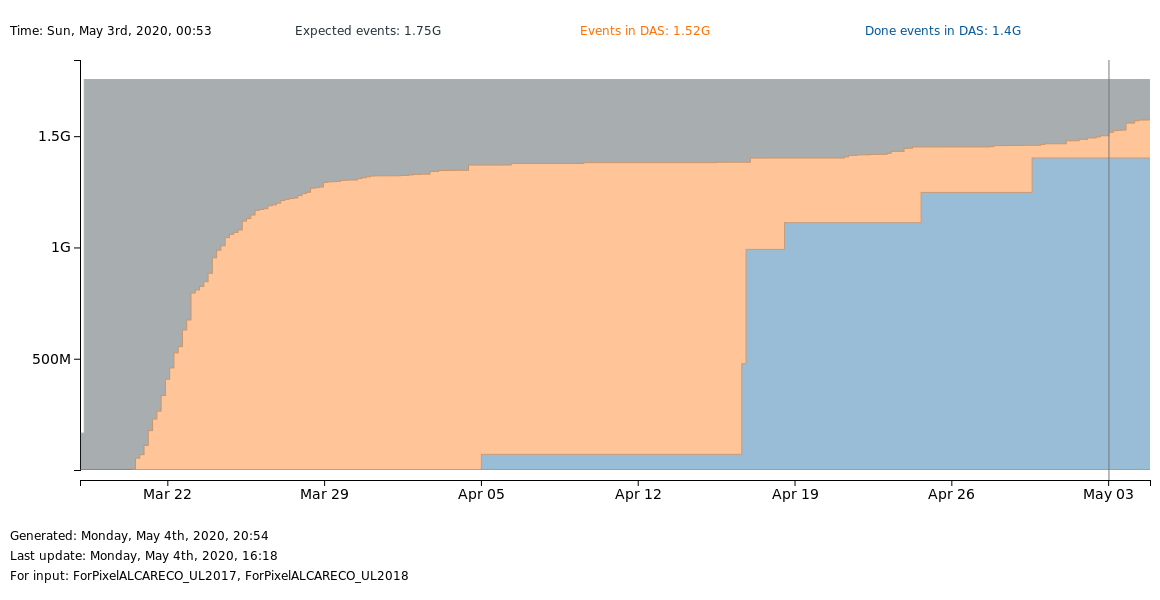 Time: Sun, May 3rd, 2020, 00:53 Expected events: 1.75G Events in DAS: 1.52G Done events in DAS: 1.4G
1.5G
1G
500M
Mar 22 Mar 29 Apr 05 Apr 12 Apr 19 Apr 26 May 03
Generated: Monday, May 4th, 2020, 20:54
Last update: Monday, May 4th, 2020, 16:18
For input: ForPixelALCARECO_UL2017, ForPixelALCARECO_UL2018